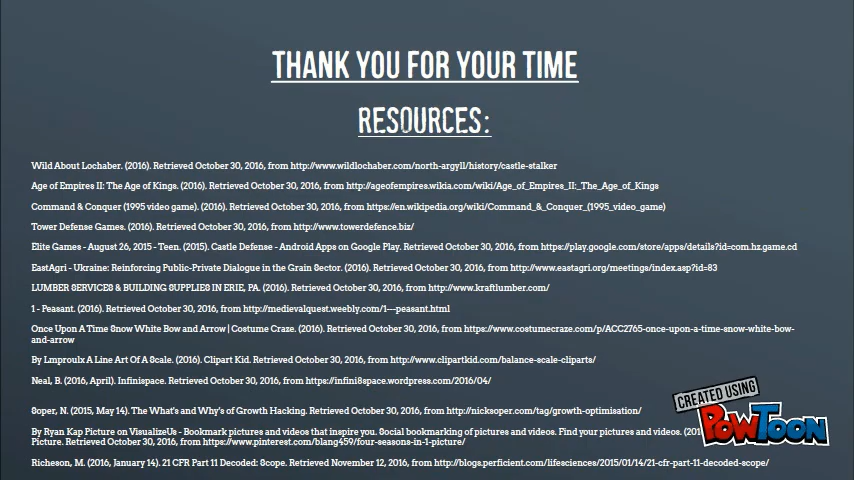 THANK YOU FOR YOUR TIME
RESOURCES:
Wild About Lochaber. (2016). Retrieved October 30, 2016, from http://www.wildlochaber.com/north-argyll/history/castle-stalker
Age of Empires II: The Age of Kings. (2016). Retrieved October 30, 2016, from http://ageofempires.wikia.com/wiki/Age_of_Empires_II:_The_Age_of_Kings
Command & Conquer (1995 video game). (2016). Retrieved October 30, 2016, from https://en.wikipedia.org/wiki/Command_&_Conquer_(1995_video_game)
Tower Defense Games. (2016). Retrieved October 30, 2016, from http://www.towerdefence.biz/
Elite Games - August 26, 2015 - Teen. (2015). Castle Defense - Android Apps on Google Play. Retrieved October 30, 2016, from https://play.google.com/store/apps/details?id=com.hz.game.cd
EastAgri - Ukraine: Reinforcing Public-Private Dialogue in the Grain Sector. (2016). Retrieved October 30, 2016, from http://www.eastagri.org/meetings/index.asp?id=83
LUMBER SERVICES & BUILDING SUPPLIES IN ERIE, PA. (2016). Retrieved October 30, 2016, from http://www.kraftlumber.com/
1 - Peasant. (2016). Retrieved October 30, 2016, from http://medievalquest.weebly.com/1---peasant.html
Once Upon A Time Snow White Bow and Arrow | Costume Craze. (2016). Retrieved October 30, 2016, from https://www.costumecraze.com/p/ACC2765-once-upon-a-time-snow-white-bow-
and-arrow
By Lmproulx A Line Art Of A Scale. (2016). Clipart Kid. Retrieved October 30, 2016, from http://www.clipartkid.com/balance-scale-cliparts/
Neal, B. (2016, April). Infinispace. Retrieved October 30, 2016, from https://infini8space.wordpress.com/2016/04/
Soper, N. (2015, May 14). The What's and Why's of Growth Hacking. Retrieved October 30, 2016, from http://nicksoper.com/tag/growth-optimisation/
By Ryan Kap Picture on VisualizeUs - Bookmark pictures and videos that inspire you. Social bookmarking of pictures and videos. Find your pictures and videos. (201
Picture. Retrieved October 30, 2016, from https://www.pinterest.com/blang459/four-seasons-in-1-picture/
Richeson, M. (2016, January 14). 21 CFR Part 11 Decoded: Scope. Retrieved November 12, 2016, from http://blogs.perficient.com/lifesciences/2015/01/14/21-cfr-part-11-decoded-scope/
CREATED USING
POWTOON